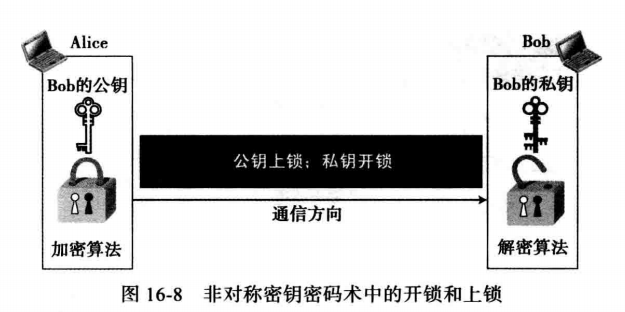 Alice
Bob
Bob的公钥
Bob的私钥
公钥上锁；私钥开锁
通信方向
加密算法
解密算法
图 16-8 非对称密钥密码术中的开锁和上锁